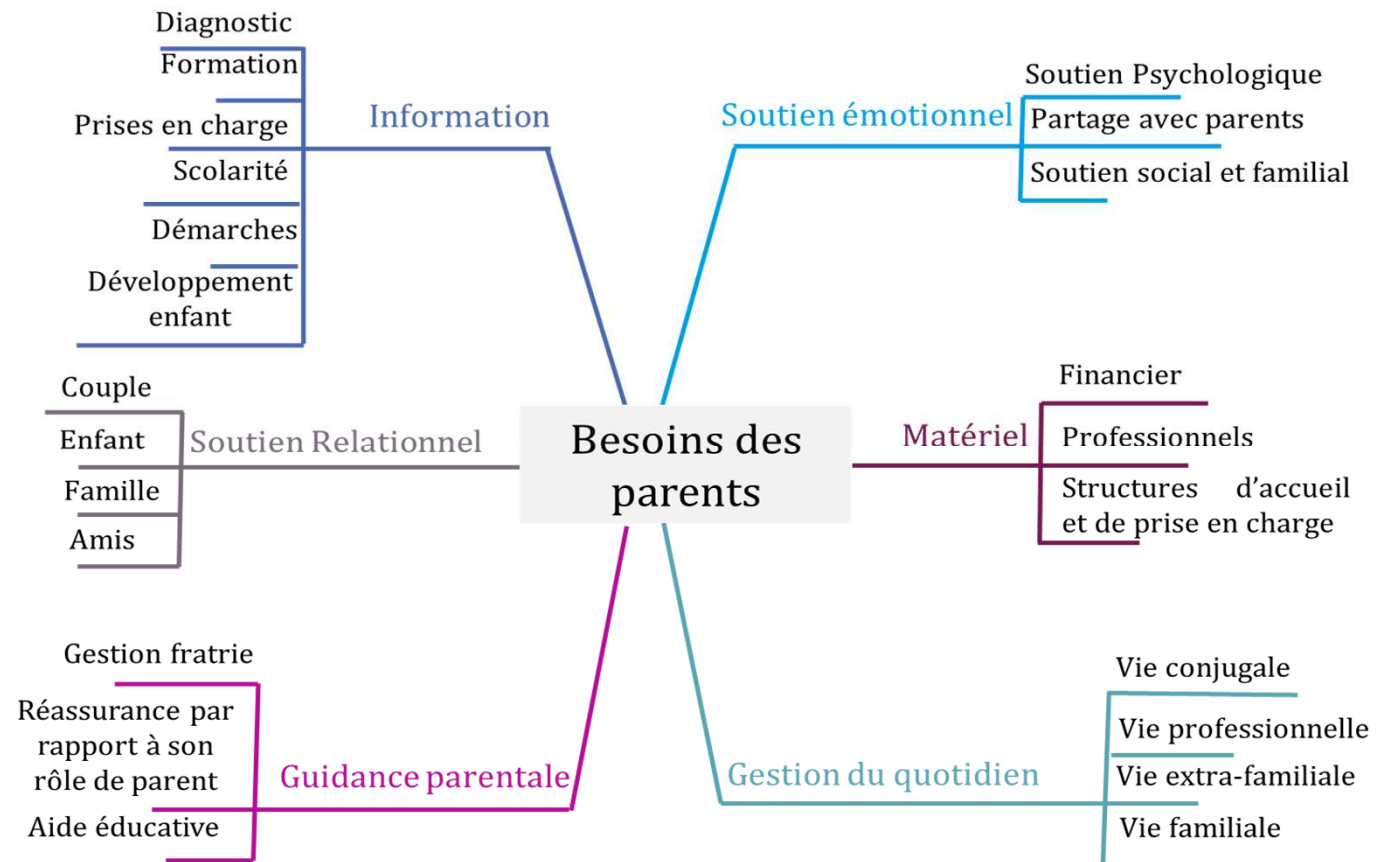 Diagnostic
Formation
Prises en charge
Scolarité
Démarches
Développement
enfant
Information
Soutien émotionnel
Soutien Psychologique
Partage avec parents
Soutien social et familial
Couple
Enfant
Famille
Amis
Soutien Relationnel
Besoins des
parents
Matériel
Financier
Professionnels
Structures d’accueil
et de prise en charge
Gestion fratrie
Réassurance par
rapport à son
rôle de parent
Aide éducative
Guidance parentale
Gestion du quotidien
Vie conjugale
Vie professionnelle
Vie extra-familiale
Vie familiale